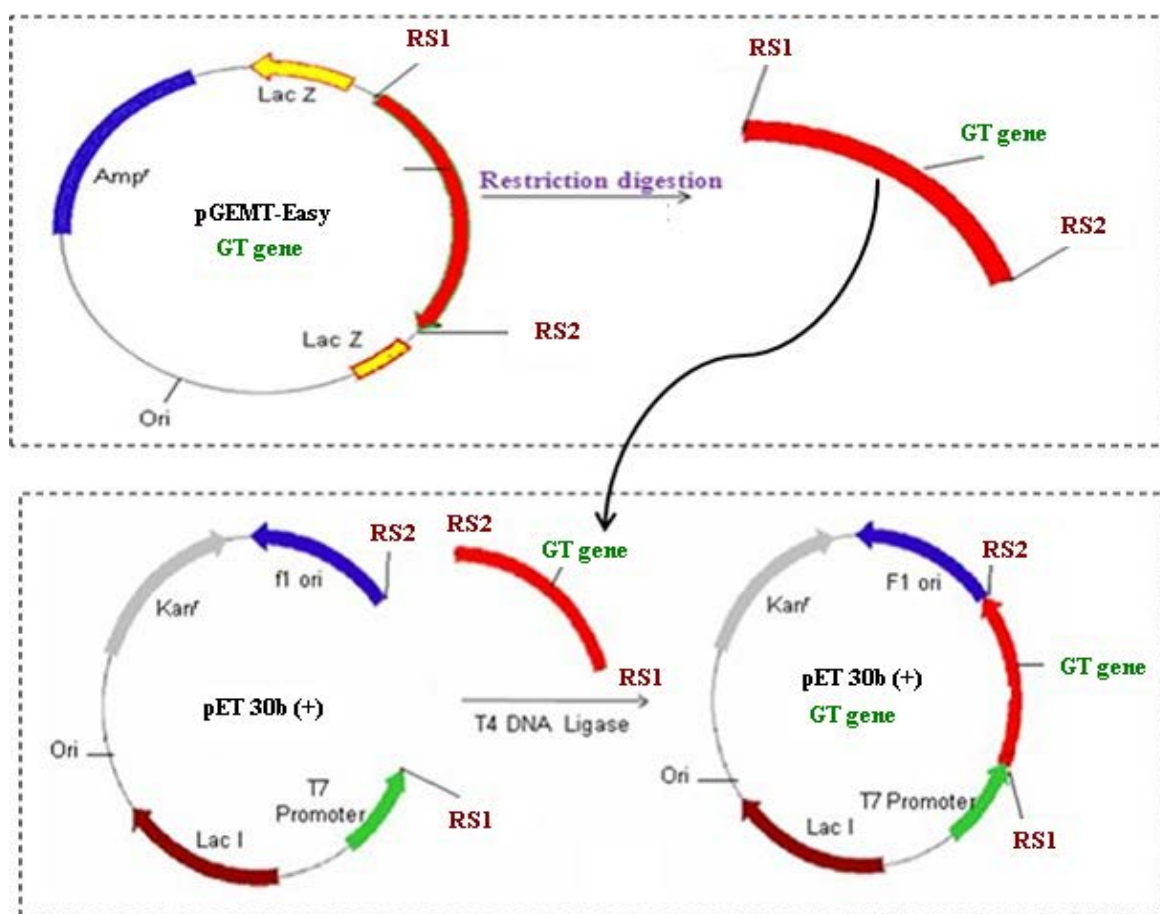 RS1
Lac Z
Ampʳ
pGEMT-Easy
GT gene
Lac Z
RS2
Ori
Restriction digestion
RS1
GT gene
RS2
RS2
f1 ori
Kanʳ
pET 30b (+)
Ori
T7
Promoter
RS1
Lac I
RS2
GT gene
RS1
T4 DNA Ligase
RS2
F1 ori
Kanʳ
GT gene
pET 30b (+)
GT gene
Ori
T7 Promoter
RS1
Lac I